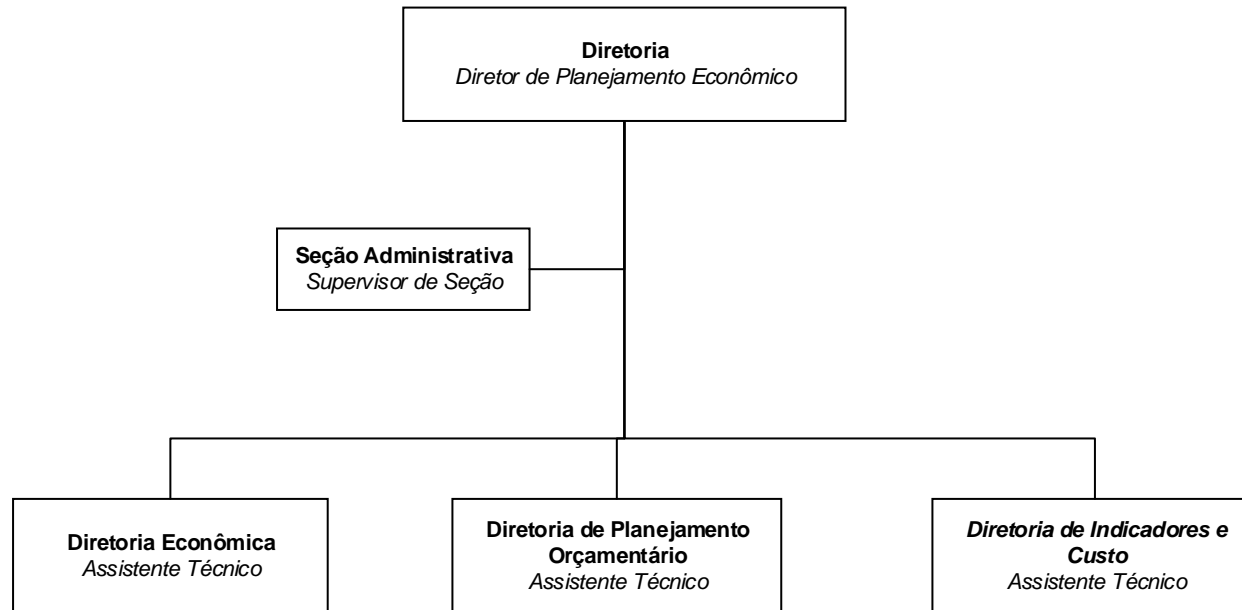 Diretoria
Diretor de Planejamento Econômico
Seção Administrativa
Supervisor de Seção
Diretoria Econômica
Assistente Técnico
Diretoria de Planejamento
Orçamentário
Assistente Técnico
Diretoria de Indicadores e
Custo
Assistente Técnico